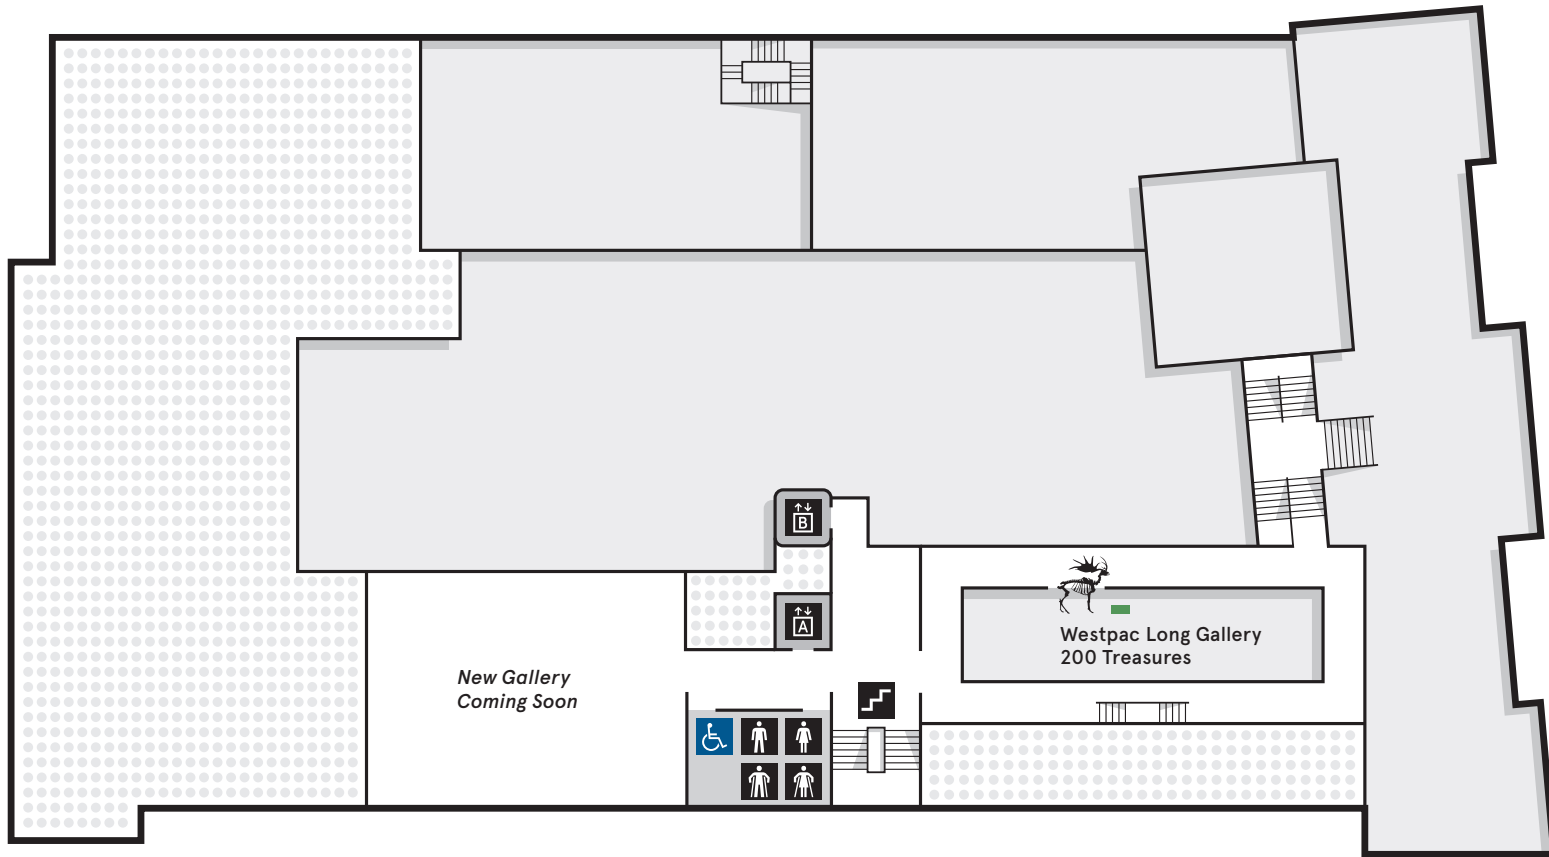 B
A
Westpac Long Gallery
200 Treasures
New Gallery
Coming Soon